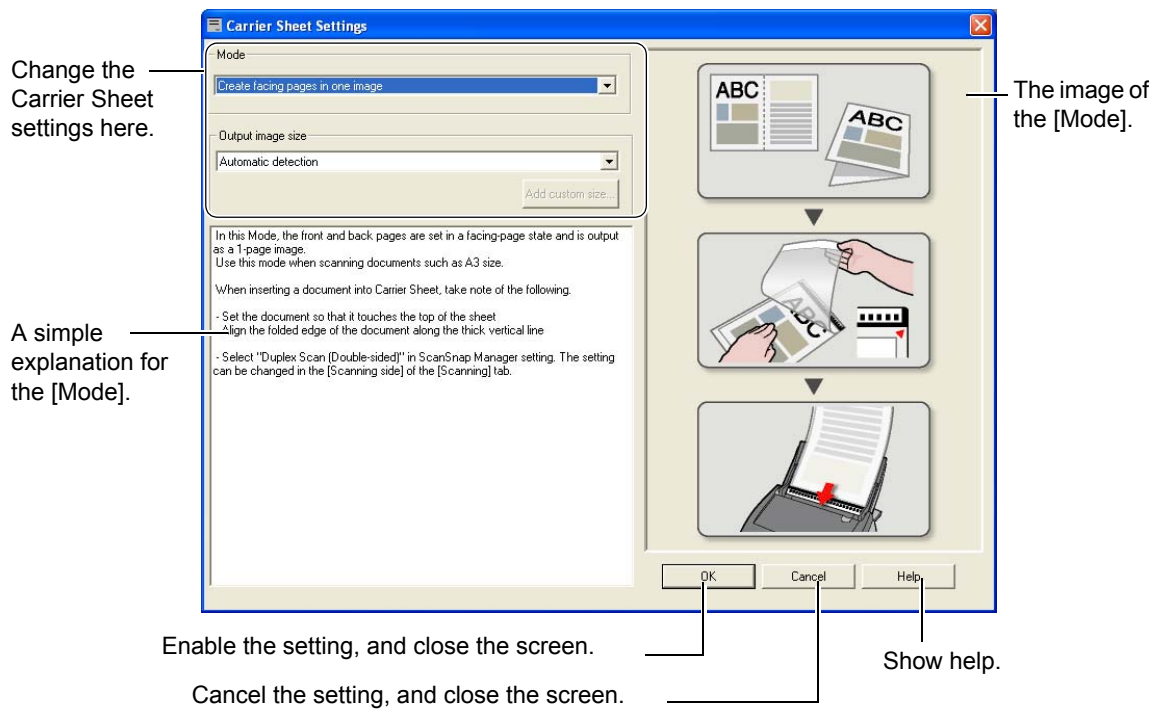 Carrier Sheet Settings
Change the
Carrier Sheet
settings here.
Mode
Create facing pages in one image
Output image size
Automatic detection
Add custom size...
In this Mode, the front and back pages are set in a facing-page state and is output
as a 1-page image.
Use this mode when scanning documents such as A3 size.
When inserting a document into Carrier Sheet, take note of the following.
- Set the document so that it touches the top of the sheet
- Align the folded edge of the document along the thick vertical line
- Select "Duplex Scan (Double-sided)" in ScanSnap Manager setting. The setting
can be changed in the [Scanning side] of the [Scanning] tab.
A simple
explanation for
the [Mode].
ABC
ABC
ABC
The image of
the [Mode].
OK
Cancel
Help
Enable the setting, and close the screen.
Show help.
Cancel the setting, and close the screen.